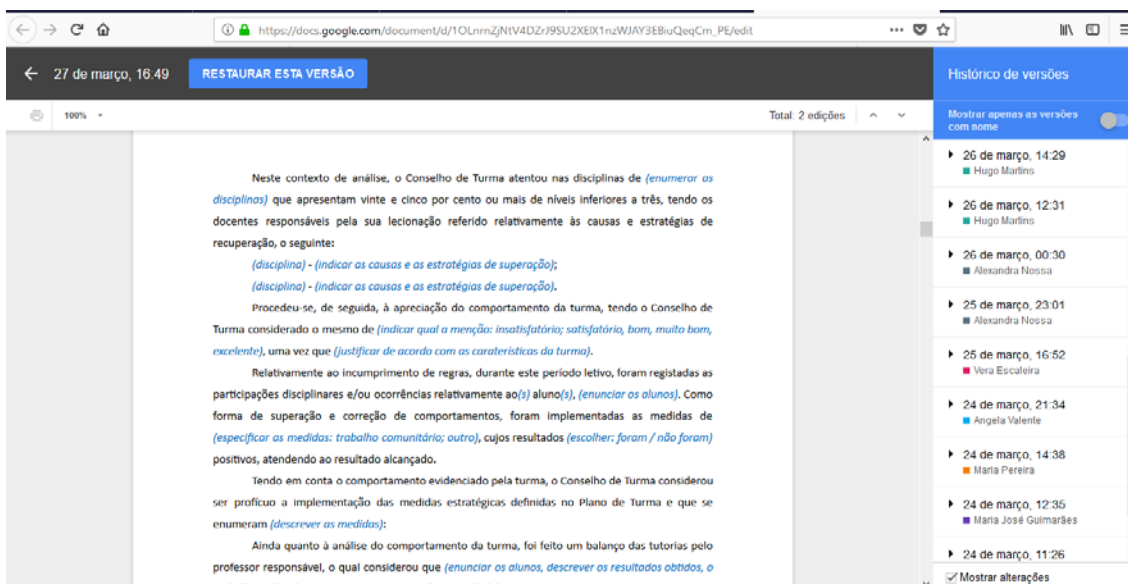 https://docs.google.com/document/d/1OLnrnZjNtV4DZrJ9SU2XElX1nzWJAY3EBiuQeqCm_PE/edit
27 de março, 16:49
RESTAURAR ESTA VERSÃO
Histórico de versões
100%
Total: 2 edições
Mostrar apenas as versões
com nome
Neste contexto de análise, o Conselho de Turma atentou nas disciplinas de (enumerar as
disciplinas) que apresentam vinte e cinco por cento ou mais de níveis inferiores a três, tendo os
docentes responsáveis pela sua lecionação referido relativamente às causas e estratégias de
recuperação, o seguinte:
(disciplina) - (indicar as causas e as estratégias de superação);
(disciplina) - (indicar as causas e as estratégias de superação).
Procedeu-se, de seguida, à apreciação do comportamento da turma, tendo o Conselho de
Turma considerado o mesmo de (indicar qual a menção: insatisfatório; satisfatório, bom, muito bom,
excelente), uma vez que (justificar de acordo com as caraterísticas da turma).
Relativamente ao incumprimento de regras, durante este período letivo, foram registadas as
participações disciplinares e/ou ocorrências relativamente ao(s) aluno(s), (enunciar os alunos). Como
forma de superação e correção de comportamentos, foram implementadas as medidas de
(especificar as medidas: trabalho comunitário; outro), cujos resultados (escolher: foram / não foram)
positivos, atendendo ao resultado alcançado.
Tendo em conta o comportamento evidenciado pela turma, o Conselho de Turma considerou
ser profícuo a implementação das medidas estratégicas definidas no Plano de Turma e que se
enumeram (descrever as medidas):
Ainda quanto à análise do comportamento da turma, foi feito um balanço das tutorias pelo
professor responsável, o qual considerou que (enunciar os alunos, descrever os resultados obtidos, o
26 de março, 14:29
Hugo Martins
26 de março, 12:31
Hugo Martins
26 de março, 00:30
Alexandra Nossa
25 de março, 23:01
Alexandra Nossa
25 de março, 16:52
Vera Escaleira
24 de março, 21:34
Angela Valente
24 de março, 14:38
Maria Pereira
24 de março, 12:35
Maria José Guimarães
24 de março, 11:26
Mostrar alterações